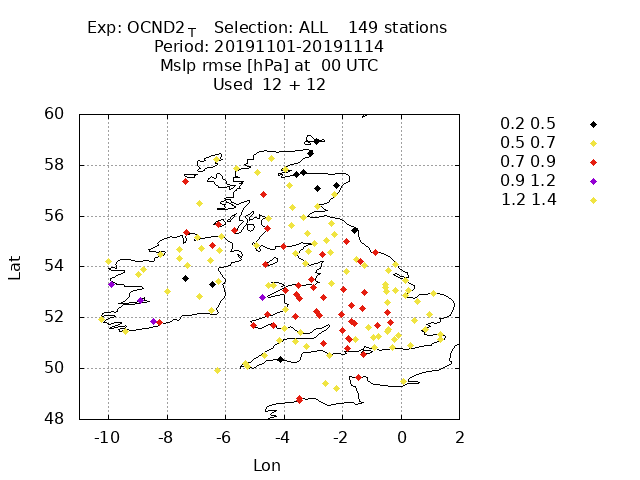 Exp: OCND2_T Selection: ALL 149 stations
Period: 20191101-20191114
Mslp rmse [hPa] at 00 UTC
Used 12 + 12
0.2 0.5
0.5 0.7
0.7 0.9
0.9 1.2
1.2 1.4
60
58
56
54
52
50
48
Lat
-10 -8 -6 -4 -2 0 2
Lon